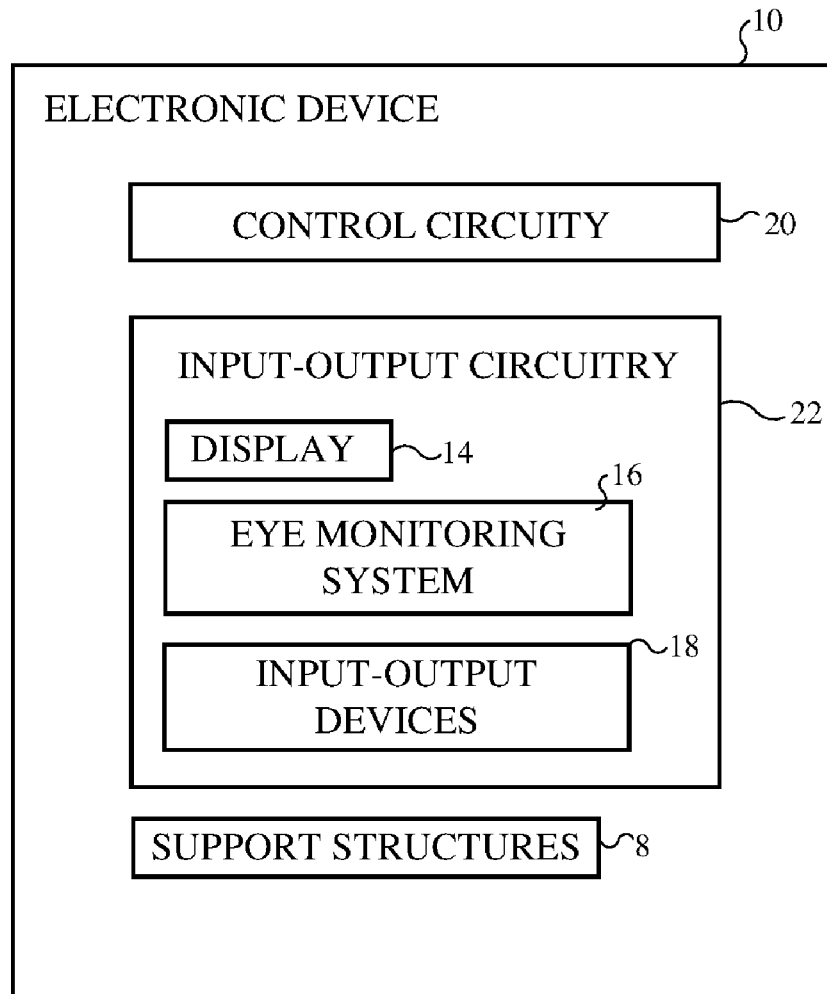 10
ELECTRONIC DEVICE
CONTROL CIRCUITY
20
INPUT-OUTPUT CIRCUITRY
22
DISPLAY
14
16
EYE MONITORING
SYSTEM
18
INPUT-OUTPUT
DEVICES
SUPPORT STRUCTURES
8